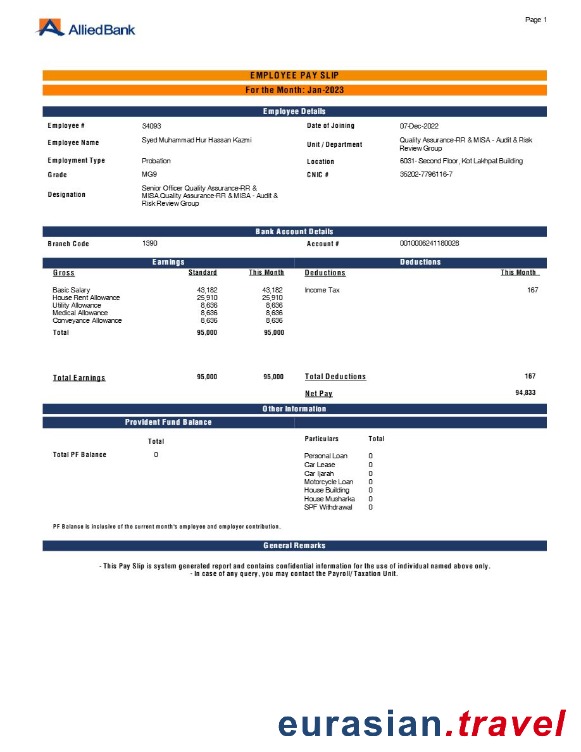 Page 1
AlliedBank
EMPLOYEE PAY SLIP
For the Month: Jan-2023
Employee Details
Employee # 34093 Date of Joining 07-Dec-2022
Employee Name Syed Muhammad Hur Hassan Kazmi Unit / Department Quality Assurance-RR & MISA - Audit & Risk
Review Group
Employment Type Probation Location 6031- Second Floor, Kot Lakhpat Building
Grade MG9 CNIC # 35202-7796116-7
Designation Senior Officer Quality Assurance-RR &
MISA.Quality Assurance-RR & MISA - Audit &
Risk Review Group
Bank Account Details
Branch Code 1390 Account # 0010006241180028
Earnings Deductions
Gross Standard This Month Deductions This Month
Basic Salary 43,182 43,182 Income Tax 167
House Rent Allowance 25,910 25,910
Utility Allowance 8,636 8,636
Medical Allowance 8,636 8,636
Conveyance Allowance 8,636 8,636
Total 95,000 95,000
Total Earnings 95,000 95,000 Total Deductions 167
Net Pay 94,833
Other Information
Provident Fund Balance
Total Particulars Total
Total PF Balance 0 Personal Loan 0
Car Lease 0
Car Ijarah 0
Motorcycle Loan 0
House Building 0
House Musharka 0
SPF Withdrawal 0
PF Balance is inclusive of the current month's employee and employer contribution.
General Remarks
- This Pay Slip is system generated report and contains confidential information for the use of individual named above only.
- In case of any query, you may contact the Payroll/ Taxation Unit.
eurasian.travel